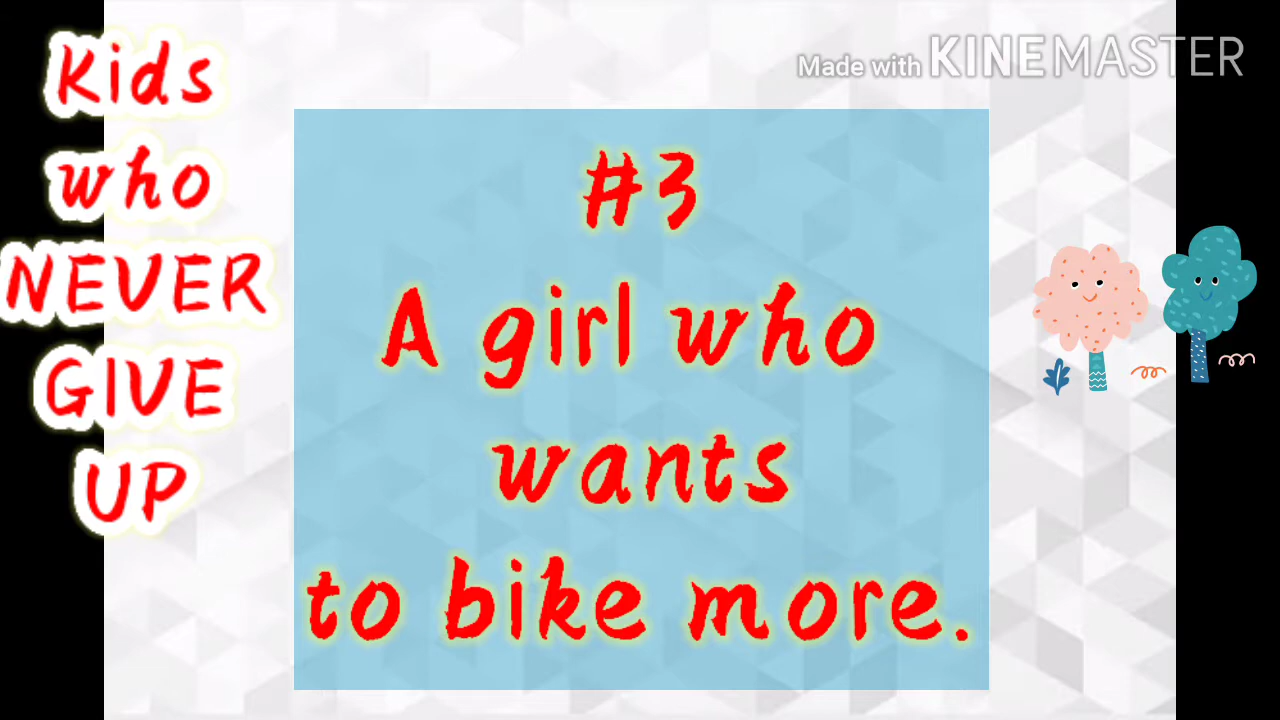 Kids
who
NEVER
GIVE
UP
Made with KINEMASTER
#3
A girl who
wants
to bike more.